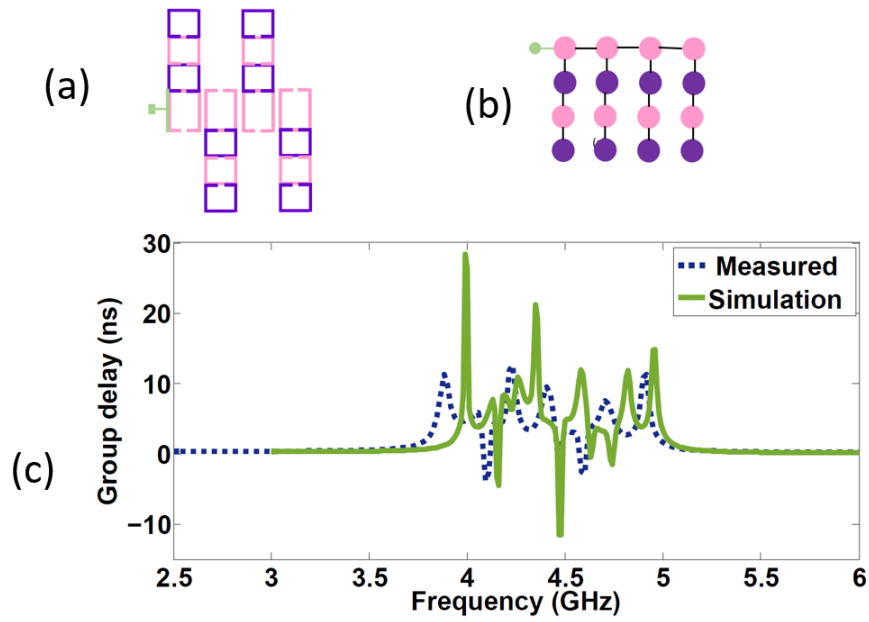 (a)
(b)
(c)
30
20
10
0
−10
Group delay (ns)
Measured
Simulation
2.5 3 3.5 4 4.5 5 5.5 6
Frequency (GHz)